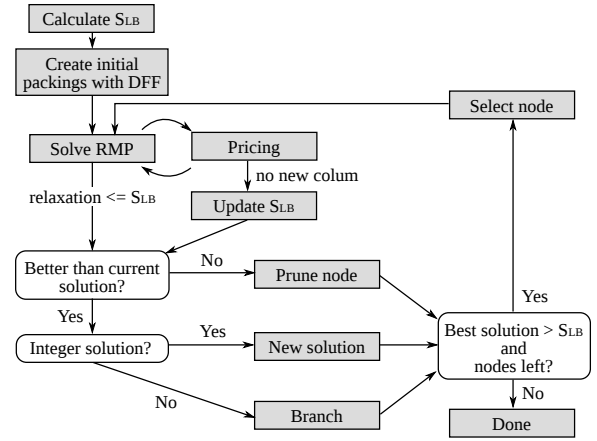 Calculate SLB
Create initial
packings with DFF
Select node
Solve RMP
Pricing
no new colum
relaxation <= SLB
Update SLB
Better than current
solution?
No
Prune node
Yes
Yes
Yes
Integer solution?
New solution
Best solution > SLB
and
nodes left?
No
No
Branch
Done